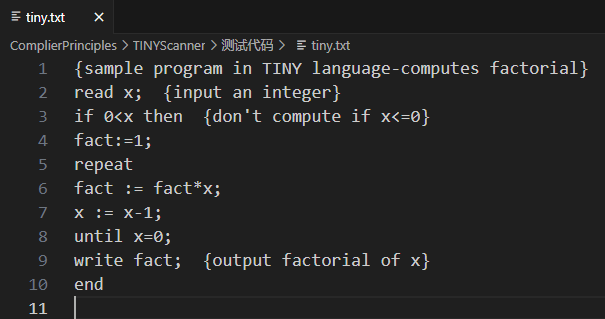 tiny.txt ×
ComplierPrinciples > TINYScanner > 测试代码 > tiny.txt
1 {sample program in TINY language-computes factorial}
2 read x;  {input an integer}
3 if 0<x then  {don't compute if x<=0}
4 fact:=1;
5 repeat
6 fact := fact*x;
7 x := x-1;
8 until x=0;
9 write fact;  {output factorial of x}
10 end
11